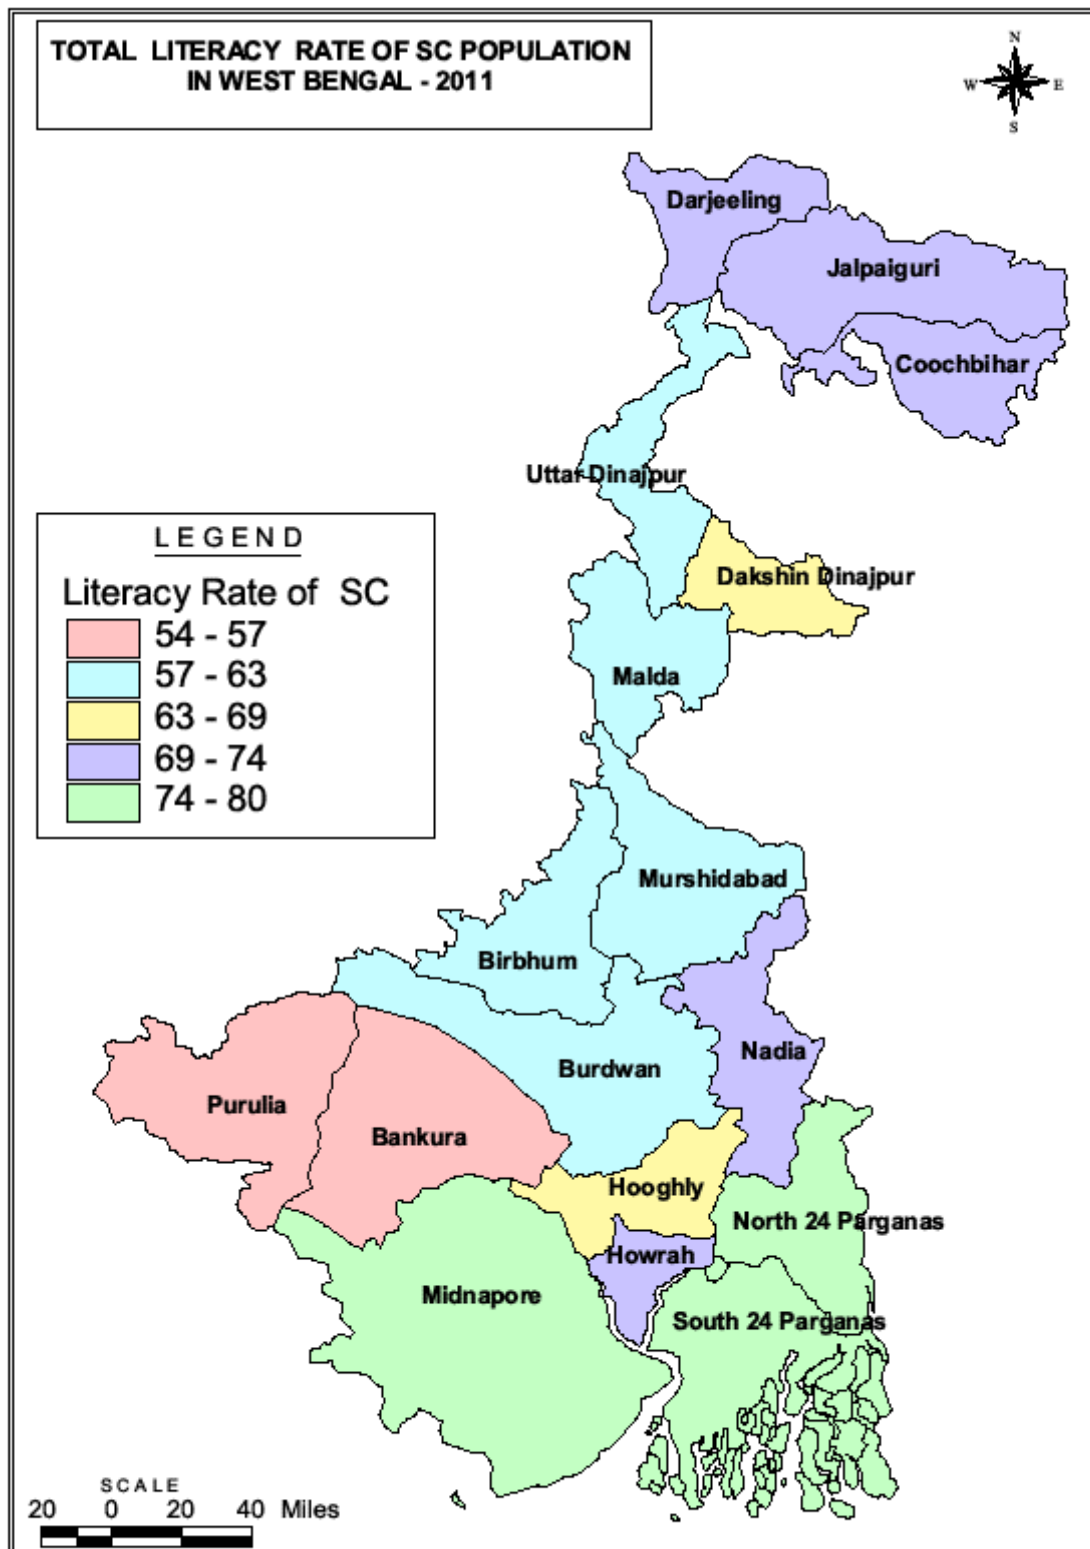 TOTAL LITERACY RATE OF SC POPULATION
IN WEST BENGAL - 2011
N
W
E
S
Darjeeling
Jalpaiguri
Coochbihar
Uttar Dinajpur
LEGEND
Dakshin Dinajpur
Literacy Rate of SC
54 - 57
57 - 63
63 - 69
69 - 74
74 - 80
Malda
Murshidabad
Birbhum
Nadia
Burdwan
Purulia
Bankura
Hooghly
North 24 Parganas
Howrah
Midnapore
South 24 Parganas
SCALE
20 0 20 40 Miles